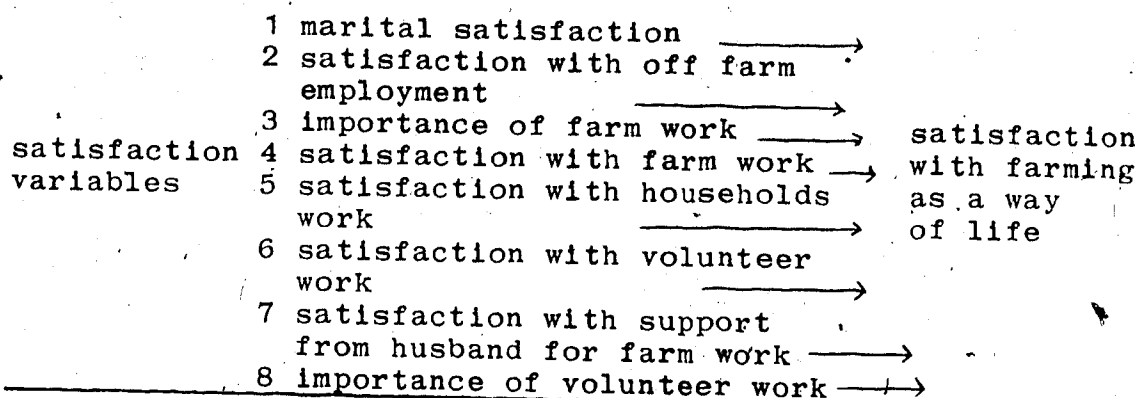 1 marital satisfaction
2 satisfaction with off farm
employment
3 importance of farm work
satisfaction
variables
4 satisfaction with farm work
5 satisfaction with households
work
6 satisfaction with volunteer
work
7 satisfaction with support
from husband for farm work
8 importance of volunteer work
satisfaction
with farming
as a way
of life